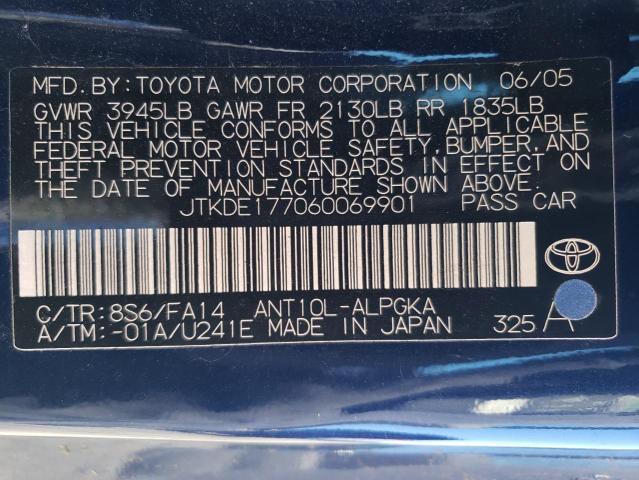 MFD. BY: TOYOTA MOTOR CORPORATION 06/05
GVWR 3945LB GAWR FR 2130LB RR 1835LB
THIS VEHICLE CONFORMS TO ALL APPLICABLE
FEDERAL MOTOR VEHICLE SAFETY, BUMPER, AND
THEFT PREVENTION STANDARDS IN EFFECT ON
THE DATE OF MANUFACTURE SHOWN ABOVE.
JTKDE177060069901 PASS CAR
C/TR: 8S6/FA14 ANT10L-ALPGKA
A/TM: -01A/U241E MADE IN JAPAN 325 A